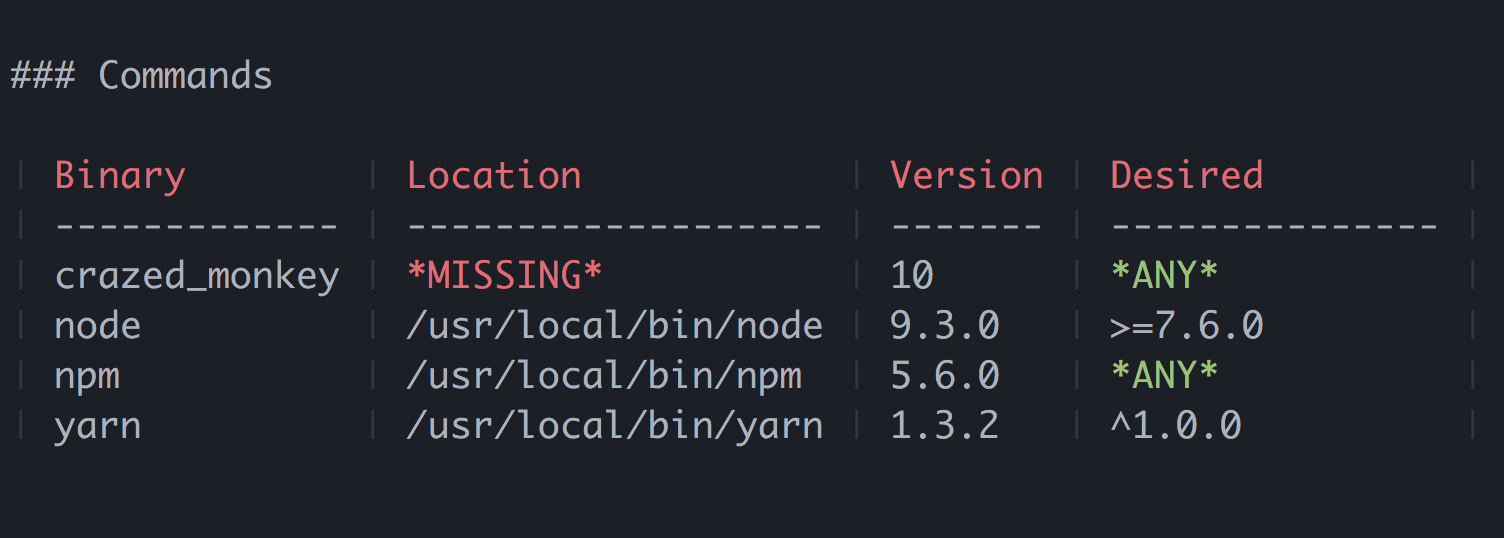 ### Commands
| Binary        | Location            | Version | Desired         |
| ------------- | ------------------- | ------- | --------------- |
| crazed_monkey | *MISSING*           | 10      | *ANY*           |
| node          | /usr/local/bin/node | 9.3.0   | >=7.6.0         |
| npm           | /usr/local/bin/npm  | 5.6.0   | *ANY*           |
| yarn          | /usr/local/bin/yarn | 1.3.2   | ^1.0.0          |